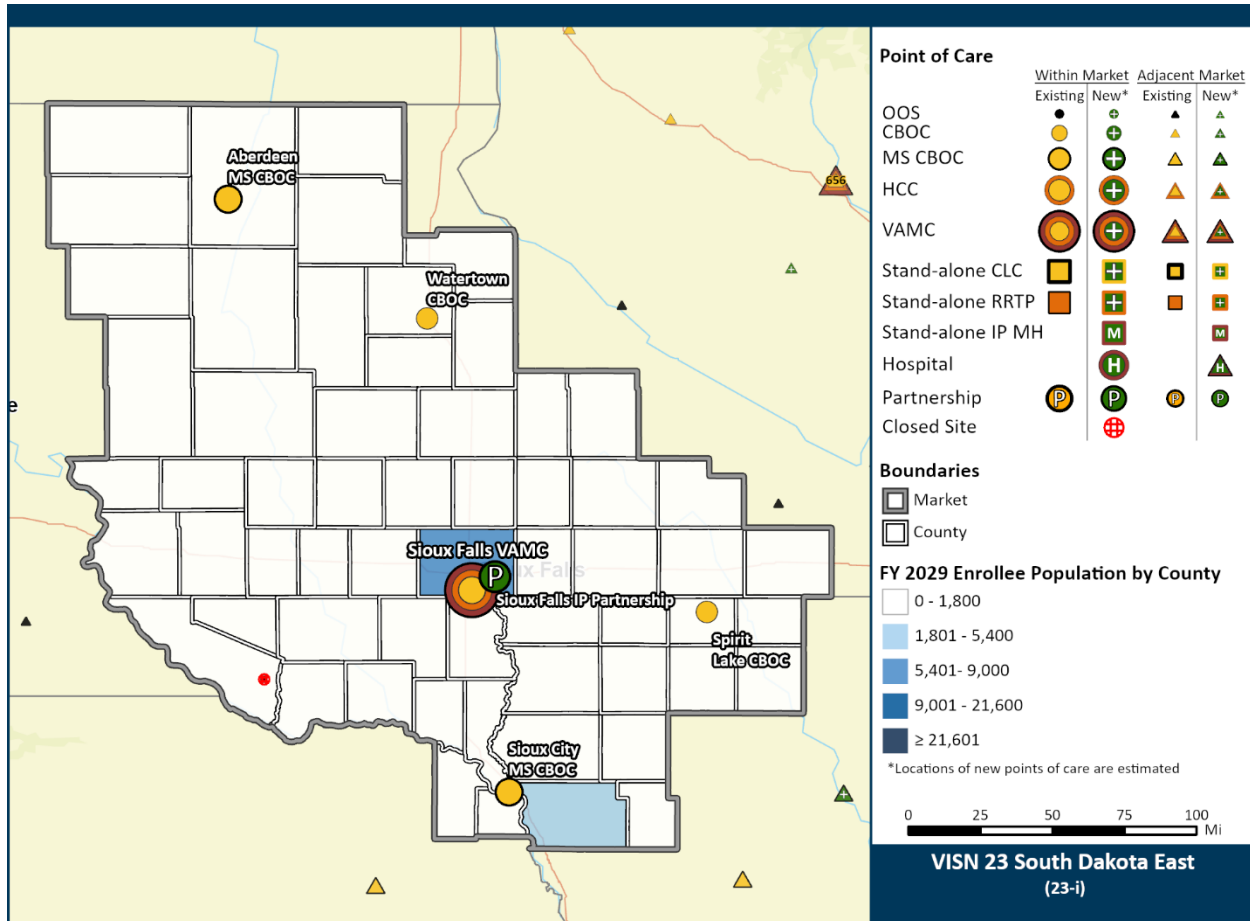 Aberdeen
MS CBOC
656
Watertown
CBOC
e
Sioux Falls VAMC
P
ux Falls
Sioux Falls IP Partnership
Spirit
Lake CBOC
Sioux City
MS CBOC
Point of Care
Within Market Adjacent Market
Existing New* Existing New*
OOS
CBOC
MS CBOC
HCC
VAMC
Stand-alone CLC
Stand-alone RRTP
Stand-alone IP MH M M
Hospital H H
Partnership P P P P
Closed Site
Boundaries
Market
County
FY 2029 Enrollee Population by County
0 - 1,800
1,801 - 5,400
5,401- 9,000
9,001 - 21,600
≥ 21,601
*Locations of new points of care are estimated
0 25 50 75 100
Mi
VISN 23 South Dakota East
(23-i)